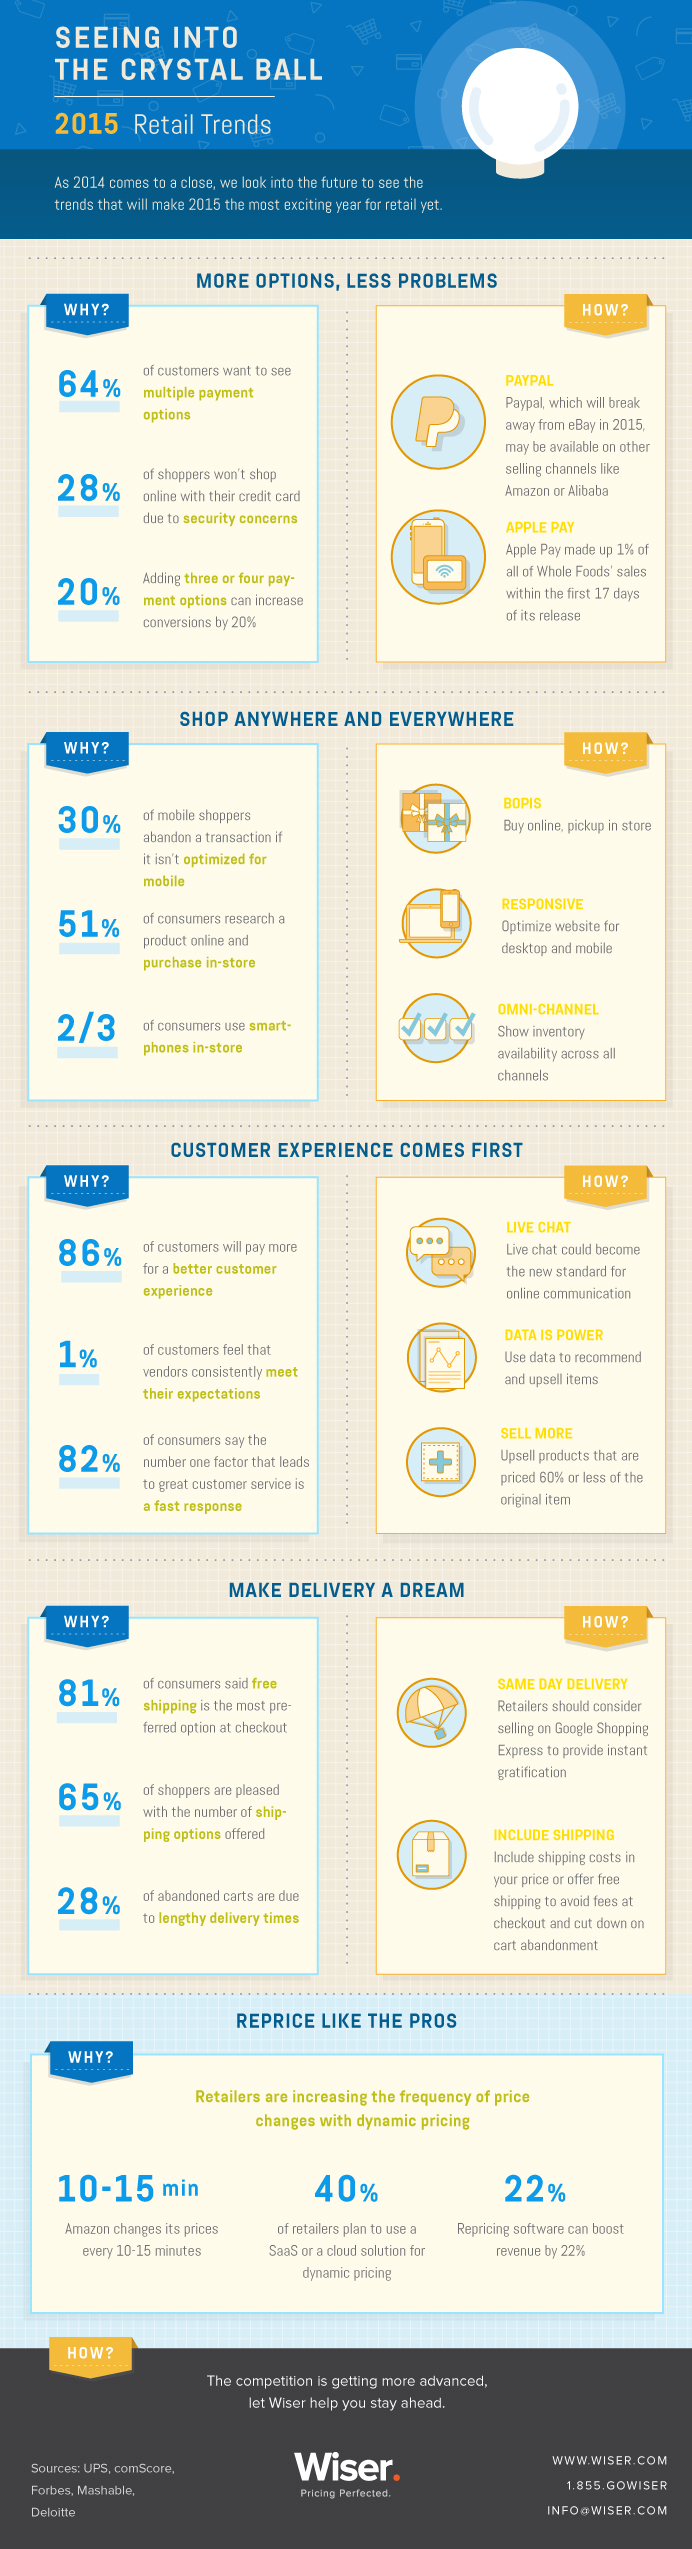 SEEING INTO
THE CRYSTAL BALL
2015 Retail Trends
As 2014 comes to a close, we look into the future to see the
trends that will make 2015 the most exciting year for retail yet.
MORE OPTIONS, LESS PROBLEMS
WHY?
64%
of customers want to see
multiple payment
options
28%
of shoppers won't shop
online with their credit card
due to security concerns
20%
Adding three or four pay-
ment options can increase
conversions by 20%
HOW?
PAYPAL
Paypal, which will break
away from eBay in 2015,
may be available on other
selling channels like
Amazon or Alibaba
APPLE PAY
Apple Pay made up 1% of
all of Whole Foods' sales
within the first 17 days
of its release
SHOP ANYWHERE AND EVERYWHERE
WHY?
30%
of mobile shoppers
abandon a transaction if
it isn't optimized for
mobile
51%
of consumers research a
product online and
purchase in-store
2/3
of consumers use smart-
phones in-store
HOW?
BOPIS
Buy online, pickup in store
RESPONSIVE
Optimize website for
desktop and mobile
OMNI-CHANNEL
Show inventory
availability across all
channels
CUSTOMER EXPERIENCE COMES FIRST
WHY?
86%
of customers will pay more
for a better customer
experience
1%
of customers feel that
vendors consistently meet
their expectations
82%
of consumers say the
number one factor that leads
to great customer service is
a fast response
HOW?
LIVE CHAT
Live chat could become
the new standard for
online communication
DATA IS POWER
Use data to recommend
and upsell items
SELL MORE
Upsell products that are
priced 60% or less of the
original item
MAKE DELIVERY A DREAM
WHY?
81%
of consumers said free
shipping is the most pre-
ferred option at checkout
65%
of shoppers are pleased
with the number of ship-
ping options offered
28%
of abandoned carts are due
to lengthy delivery times
HOW?
SAME DAY DELIVERY
Retailers should consider
selling on Google Shopping
Express to provide instant
gratification
INCLUDE SHIPPING
Include shipping costs in
your price or offer free
shipping to avoid fees at
checkout and cut down on
cart abandonment
REPRICE LIKE THE PROS
WHY?
Retailers are increasing the frequency of price
changes with dynamic pricing
10-15 min
Amazon changes its prices
every 10-15 minutes
40%
of retailers plan to use a
SaaS or a cloud solution for
dynamic pricing
22%
Repricing software can boost
revenue by 22%
HOW?
The competition is getting more advanced,
let Wiser help you stay ahead.
Sources: UPS, comScore,
Forbes, Mashable,
Deloitte
Wiser.
Pricing Perfected.
WWW.WISER.COM
1.855.GOWISER
INFO@WISER.COM